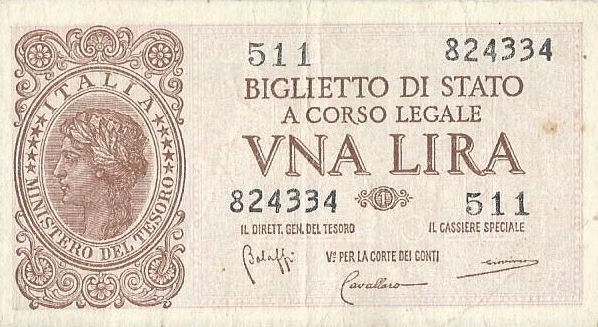 511 824334
BIGLIETTO DI STATO
A CORSO LEGALE
VNA LIRA
824334 1 511
IL DIRETT. GEN. DEL TESORO IL CASSIERE SPECIALE
Vº PER LA CORTE DEI CONTI
Bolaffi
Cavallaro
ITALIA
MINISTERO DEL TESORO